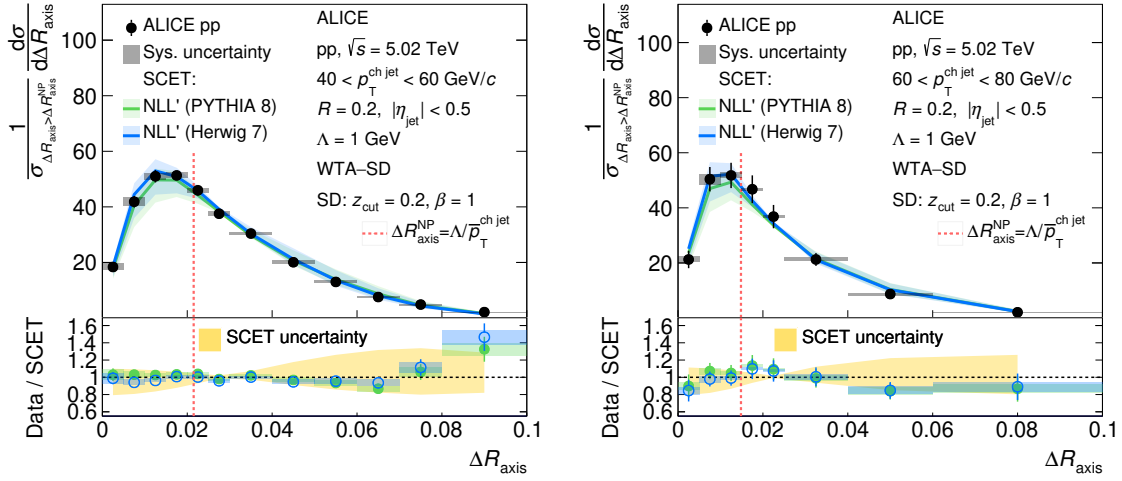 1/σ_{ΔR_axis>ΔR_axis^NP} dσ/dΔR_axis
100
80
60
40
20
ALICE pp
Sys. uncertainty
SCET:
NLL' (PYTHIA 8)
NLL' (Herwig 7)
ALICE
pp, √s = 5.02 TeV
40 < p_T^{ch jet} < 60 GeV/c
R = 0.2, |η_jet| < 0.5
Λ = 1 GeV
WTA–SD
SD: z_cut = 0.2, β = 1
ΔR_axis^NP=Λ/p̅_T^{ch jet}
Data / SCET
1.6
1.4
1.2
1
0.8
0.6
SCET uncertainty
0 0.02 0.04 0.06 0.08 0.1
ΔR_axis
1/σ_{ΔR_axis>ΔR_axis^NP} dσ/dΔR_axis
100
80
60
40
20
ALICE pp
Sys. uncertainty
SCET:
NLL' (PYTHIA 8)
NLL' (Herwig 7)
ALICE
pp, √s = 5.02 TeV
60 < p_T^{ch jet} < 80 GeV/c
R = 0.2, |η_jet| < 0.5
Λ = 1 GeV
WTA–SD
SD: z_cut = 0.2, β = 1
ΔR_axis^NP=Λ/p̅_T^{ch jet}
Data / SCET
1.6
1.4
1.2
1
0.8
0.6
SCET uncertainty
0 0.02 0.04 0.06 0.08 0.1
ΔR_axis